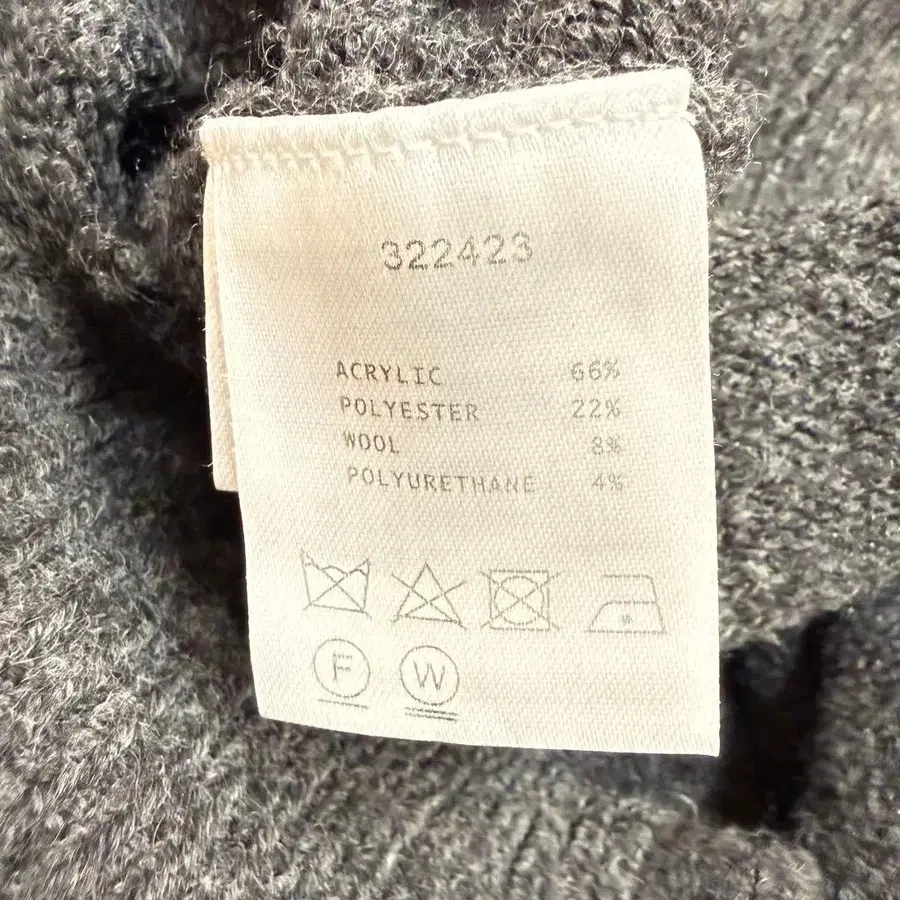 322423
ACRYLIC 66%
POLYESTER 22%
WOOL 8%
POLYURETHANE 4%
F W